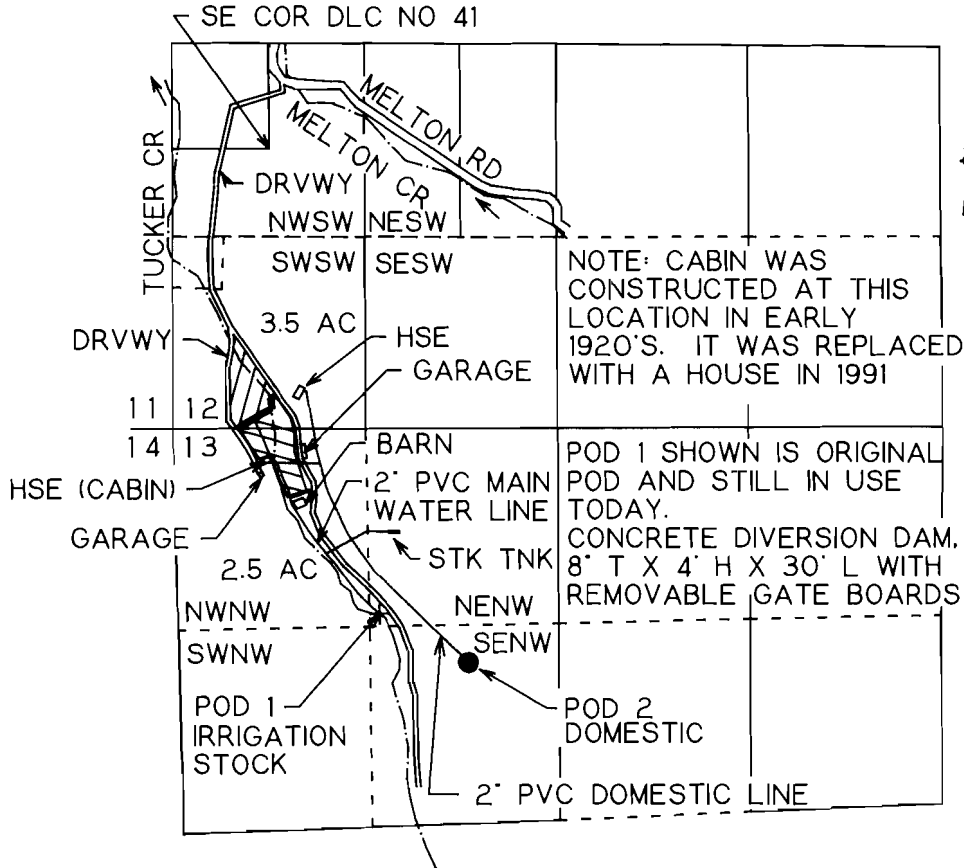 SE COR DLC NO 41
TUCKER CR
MELTON RD
MELTON CR
DRVWY
NWSW NESW
SWSW SESW
NOTE: CABIN WAS
CONSTRUCTED AT THIS
LOCATION IN EARLY
1920'S. IT WAS REPLACED
WITH A HOUSE IN 1991
3.5 AC
DRVWY
HSE
GARAGE
11 12
14 13
BARN
HSE (CABIN)
2" PVC MAIN
WATER LINE
GARAGE
STK TNK
2.5 AC
POD 1 SHOWN IS ORIGINAL
POD AND STILL IN USE
TODAY.
CONCRETE DIVERSION DAM,
8" T X 4' H X 30' L WITH
REMOVABLE GATE BOARDS
NWNW
NENW
SWNW
SENW
POD 1
IRRIGATION
STOCK
POD 2
DOMESTIC
2" PVC DOMESTIC LINE